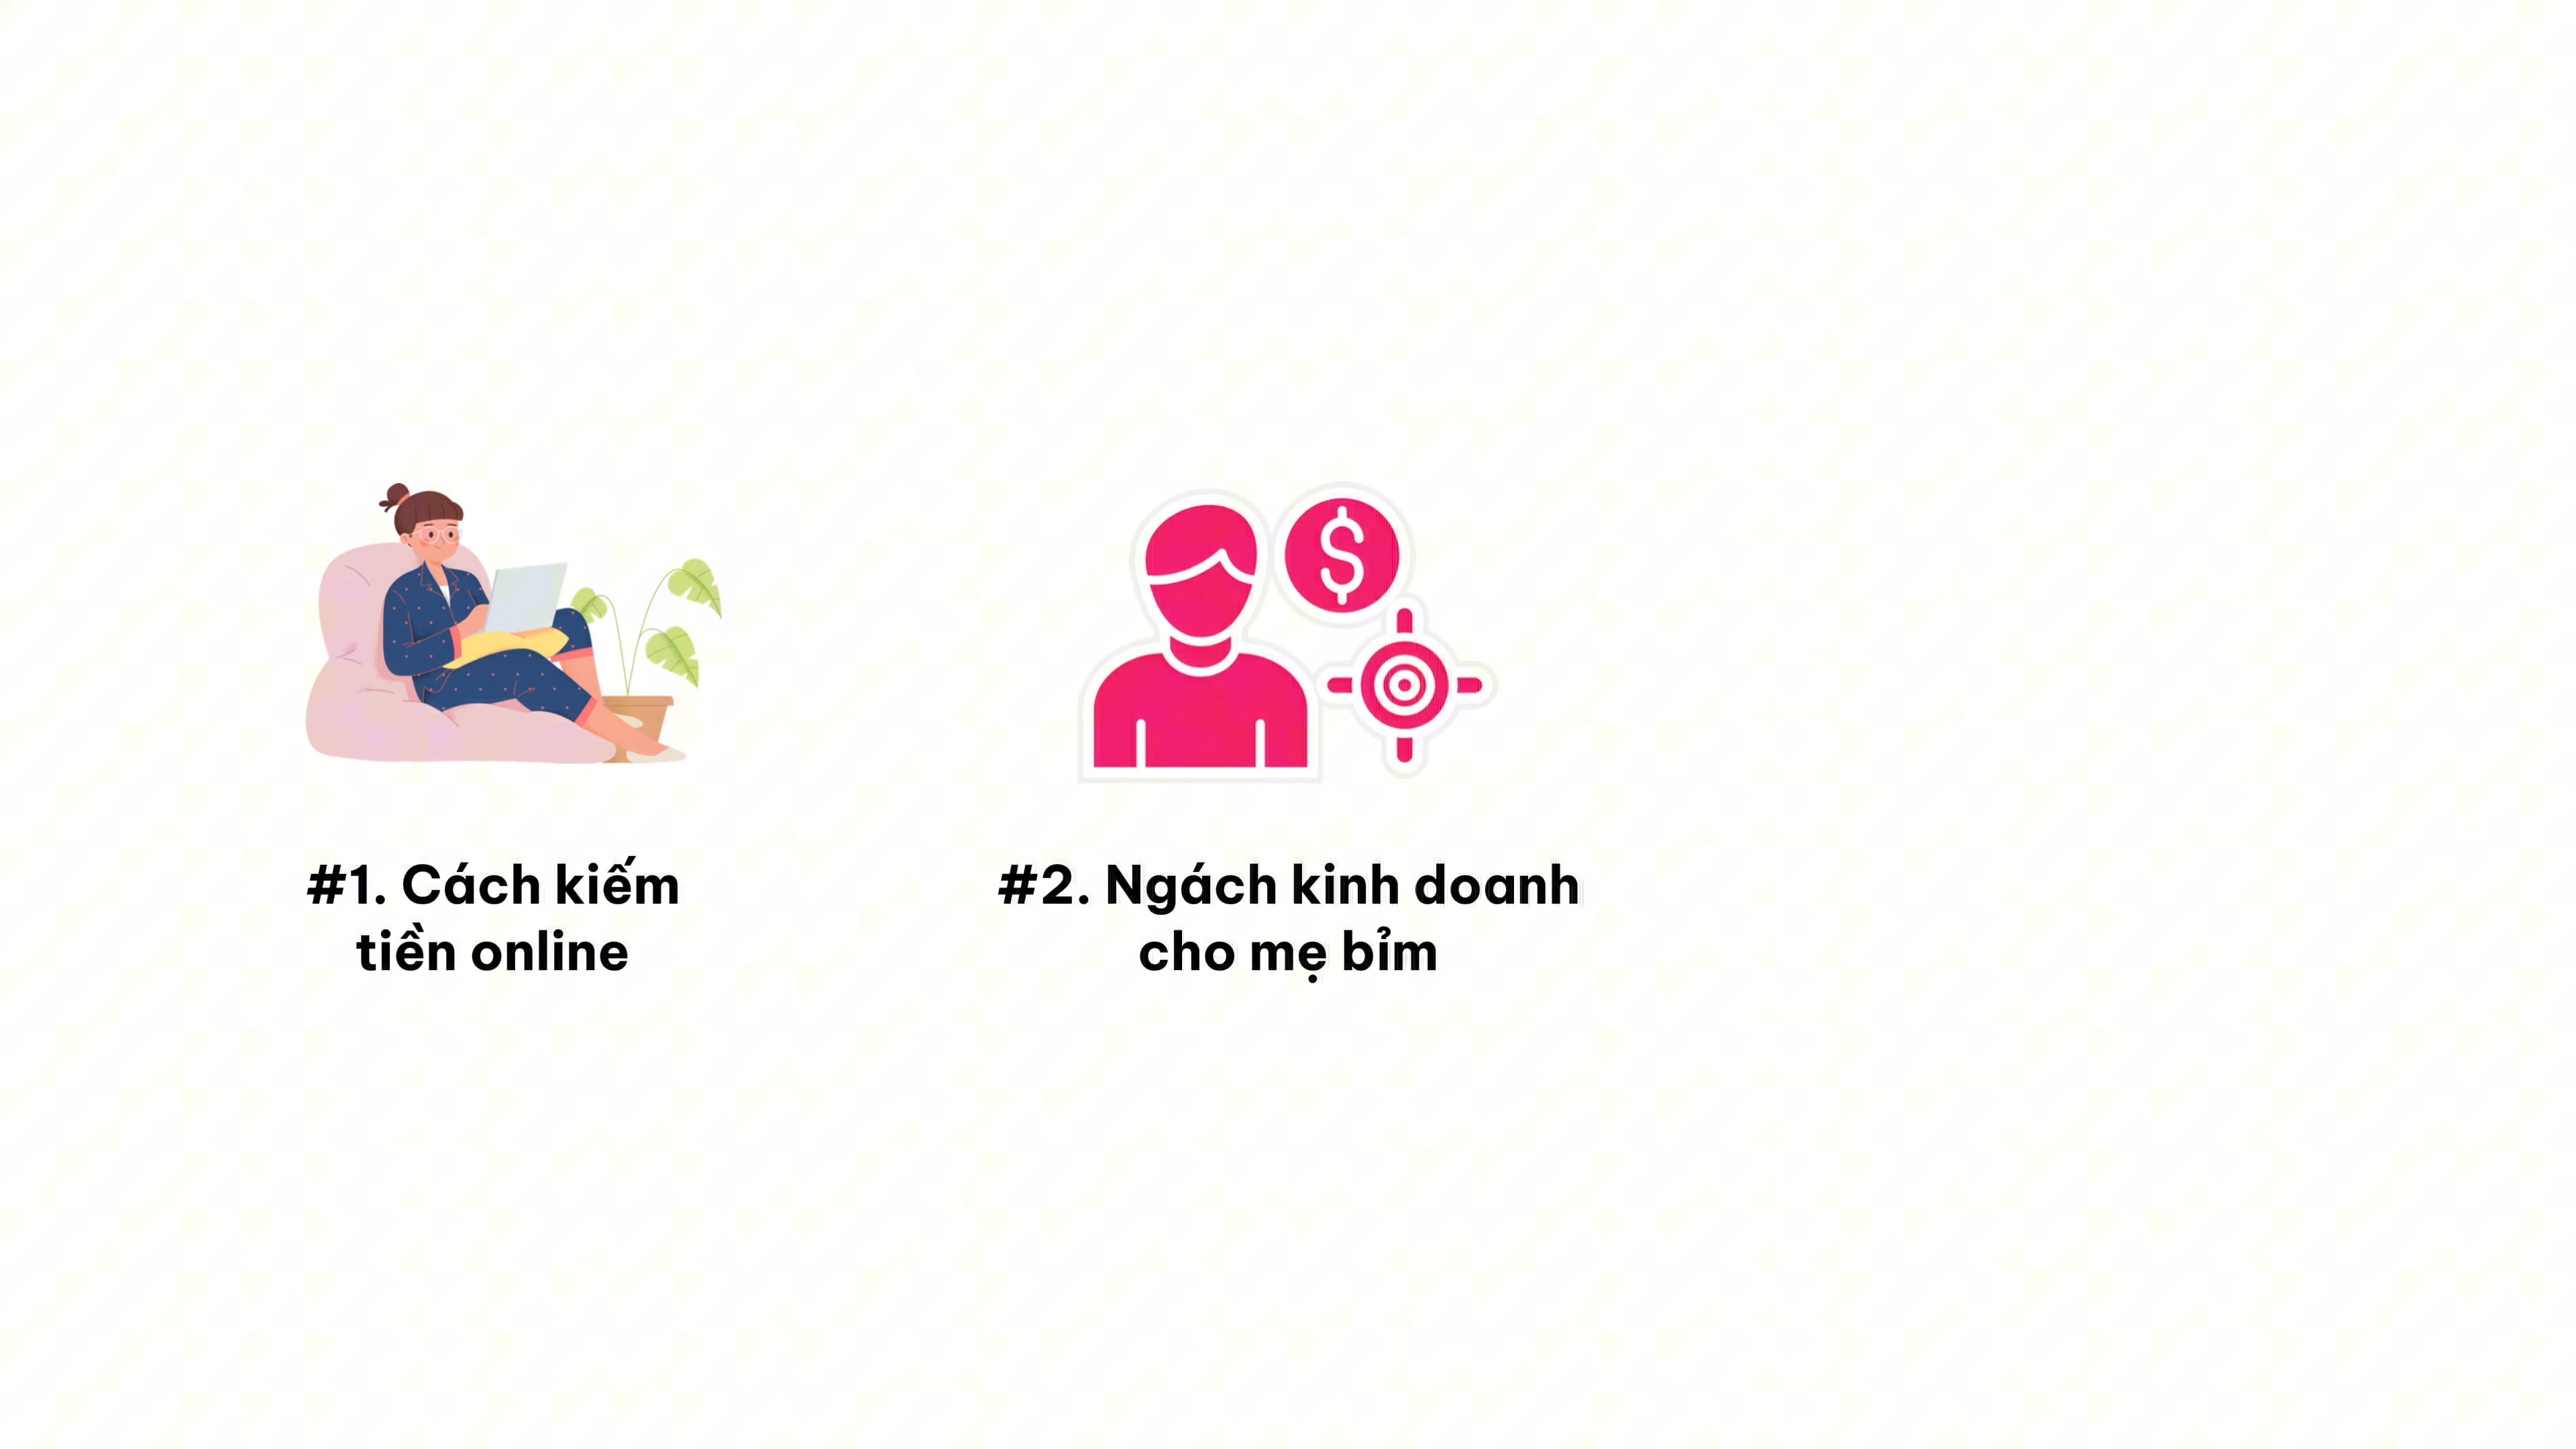 #1. Cách kiếm
tiền online
#2. Ngách kinh doanh
cho mẹ bỉm